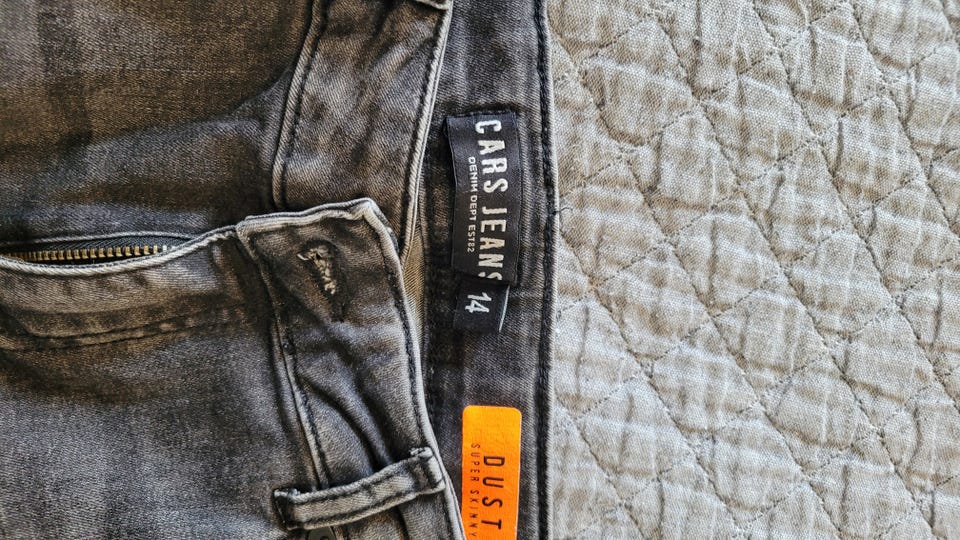 CARS JEANS
DENIM DEPT EST82
14
DUST
SUPER SKINNY